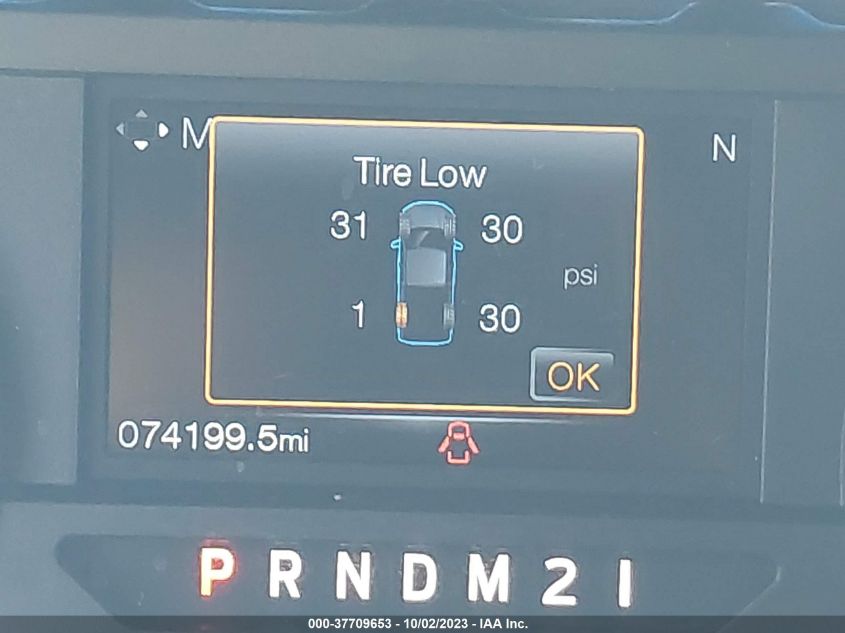 M
N
Tire Low
31 30
psi
1 30
OK
074199.5mi
P R N D M 2 1
000-37709653 - 10/02/2023 - IAA Inc.